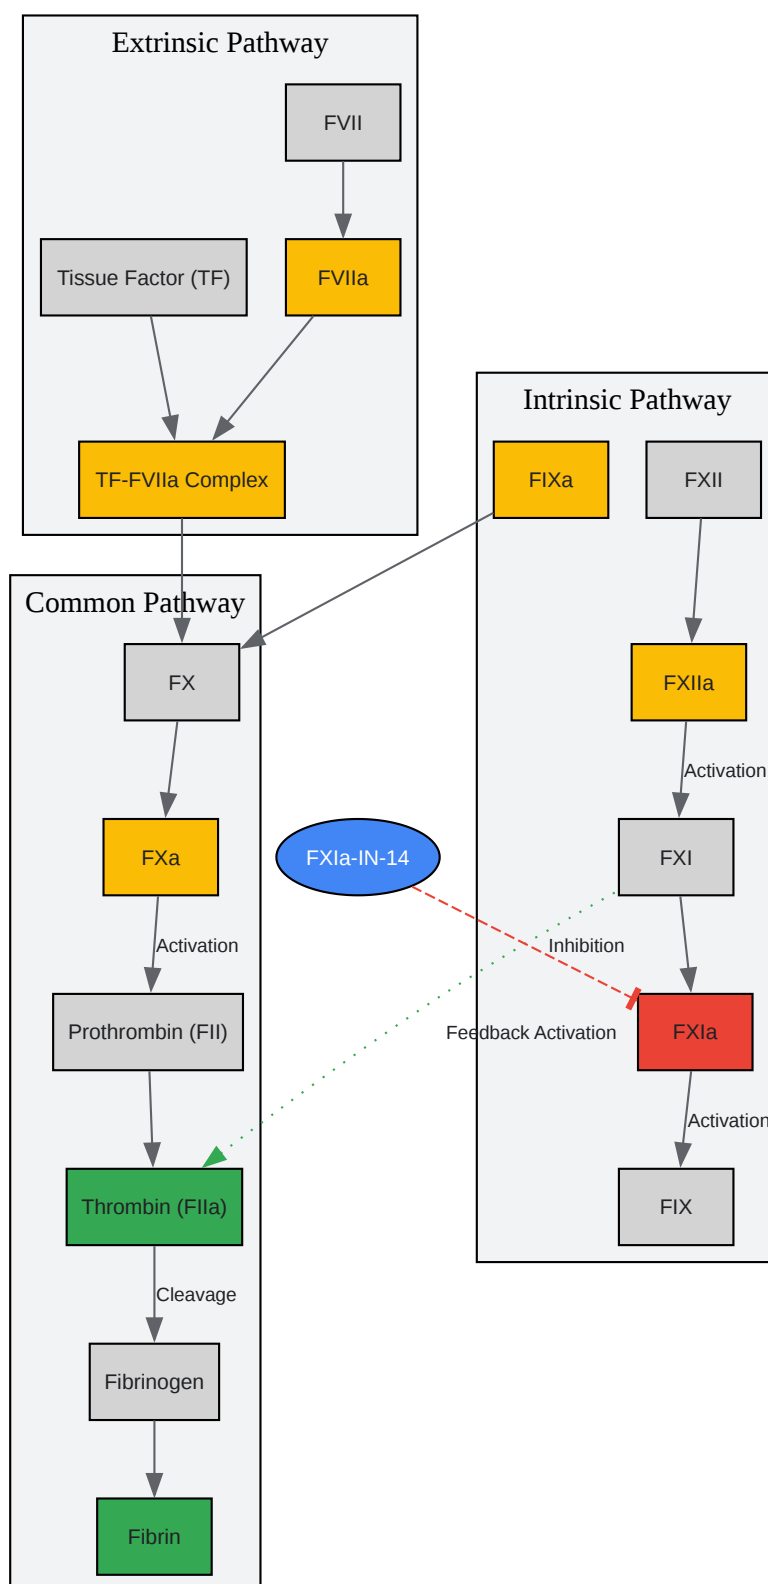 Extrinsic Pathway
FVII
Tissue Factor (TF)
FVIIa
TF-FVIIa Complex
Intrinsic Pathway
FIXa
FXII
FXIIa
Activation
FXI
FXIa
Activation
FIX
Common Pathway
FX
FXa
Activation
Prothrombin (FII)
Thrombin (FIIa)
Cleavage
Fibrinogen
Fibrin
FXIa-IN-14
Inhibition
Feedback Activation